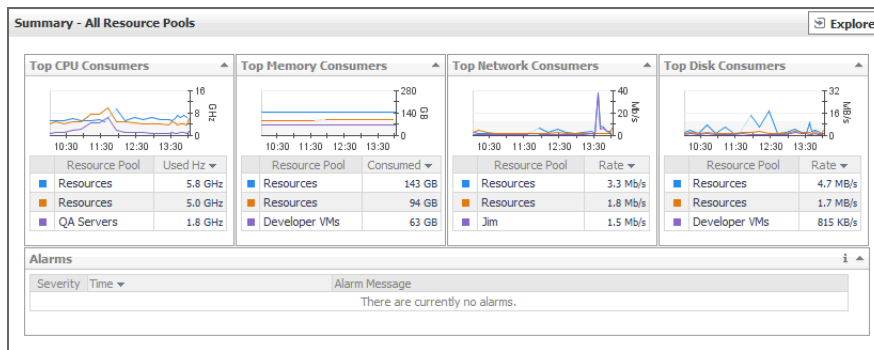 Summary - All Resource Pools
Explore
Top CPU Consumers
16
8
0
GHz
10:30 11:30 12:30 13:30
Resource Pool Used Hz
Resources 5.8 GHz
Resources 5.0 GHz
QA Servers 1.8 GHz
Top Memory Consumers
280
140
0
GB
10:30 11:30 12:30 13:30
Resource Pool Consumed
Resources 143 GB
Resources 94 GB
Developer VMs 63 GB
Top Network Consumers
40
20
0
Mb/s
10:30 11:30 12:30 13:30
Resource Pool Rate
Resources 3.3 Mb/s
Resources 1.8 Mb/s
Jim 1.5 Mb/s
Top Disk Consumers
32
16
0
MB/s
10:30 11:30 12:30 13:30
Resource Pool Rate
Resources 4.7 MB/s
Resources 1.7 MB/s
Developer VMs 815 KB/s
Alarms i
Severity Time Alarm Message
There are currently no alarms.